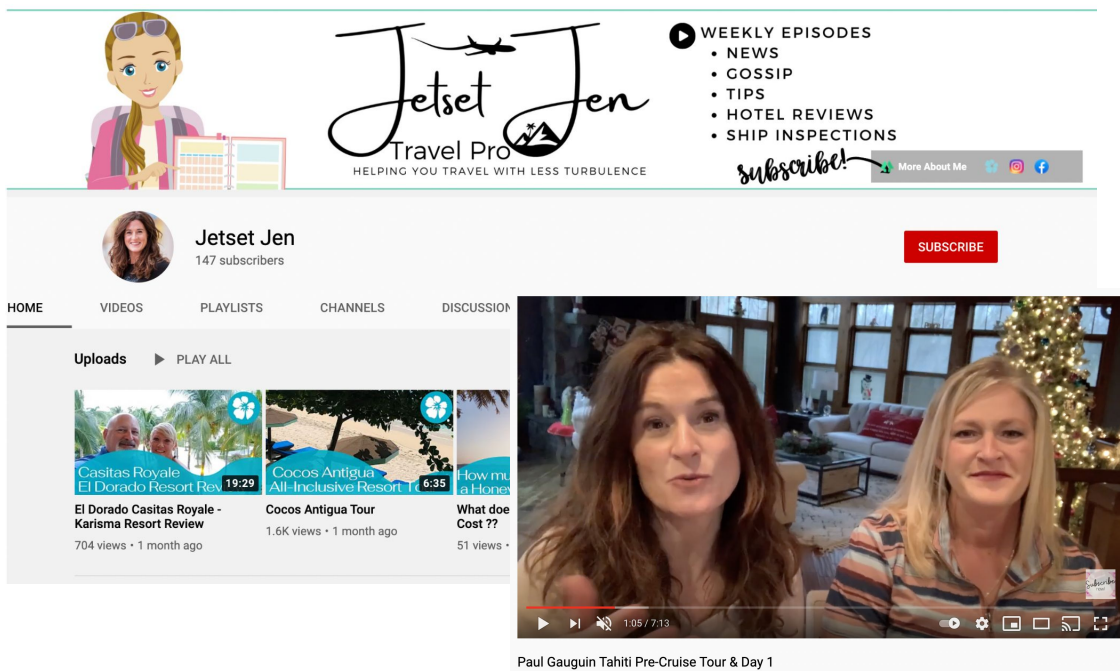 Jetset Jen
Travel Pro
HELPING YOU TRAVEL WITH LESS TURBULENCE
WEEKLY EPISODES
• NEWS
• GOSSIP
• TIPS
• HOTEL REVIEWS
• SHIP INSPECTIONS
subscribe!
More About Me
Jetset Jen
147 subscribers
SUBSCRIBE
HOME
VIDEOS
PLAYLISTS
CHANNELS
DISCUSSION
Uploads
PLAY ALL
Casitas Royale
El Dorado Resort Rev
19:29
Cocos Antigua
All-Inclusive Resort T
6:35
How mu
a Honey
El Dorado Casitas Royale -
Karisma Resort Review
704 views • 1 month ago
Cocos Antigua Tour
1.6K views • 1 month ago
What doe
Cost ??
51 views •
Subscribe
1:05 / 7:13
Paul Gauguin Tahiti Pre-Cruise Tour & Day 1